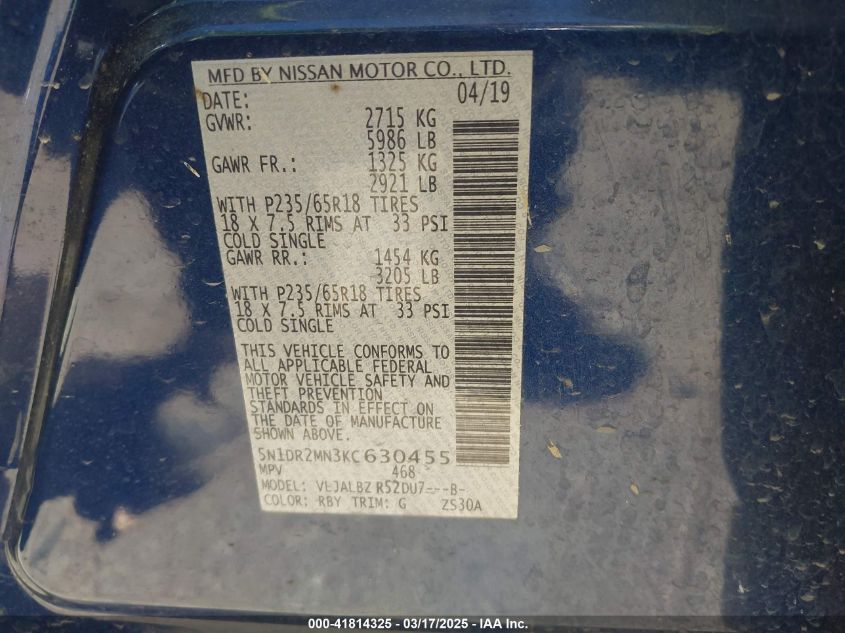 MFD BY NISSAN MOTOR CO., LTD.
DATE: 04/19
GVWR: 2715 KG
5986 LB
GAWR FR.: 1325 KG
2921 LB
WITH P235/65R18 TIRES
18 X 7.5 RIMS AT 33 PSI
COLD SINGLE
GAWR RR.: 1454 KG
3205 LB
WITH P235/65R18 TIRES
18 X 7.5 RIMS AT 33 PSI
COLD SINGLE
THIS VEHICLE CONFORMS TO
ALL APPLICABLE FEDERAL
MOTOR VEHICLE SAFETY AND
THEFT PREVENTION
STANDARDS IN EFFECT ON
THE DATE OF MANUFACTURE
SHOWN ABOVE.
5N1DR2MN3KC630455
MPV 468
MODEL: R52DU7---B-
COLOR: RBY TRIM: G ZS30A
000-41814325 - 03/17/2025 - IAA Inc.